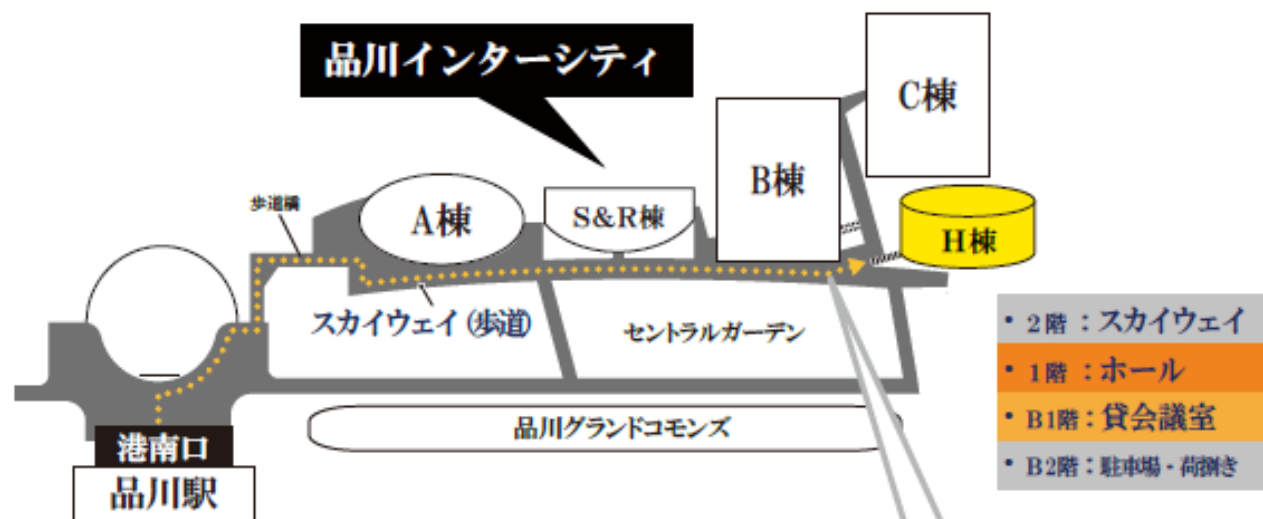 品川インターシティ
C棟
B棟
歩道橋
A棟
S&R棟
H棟
スカイウェイ(歩道)
セントラルガーデン
・2階：スカイウェイ
・1階：ホール
・B1階：貸会議室
・B2階：駐車場・荷捌き
品川グランドコモンズ
港南口
品川駅